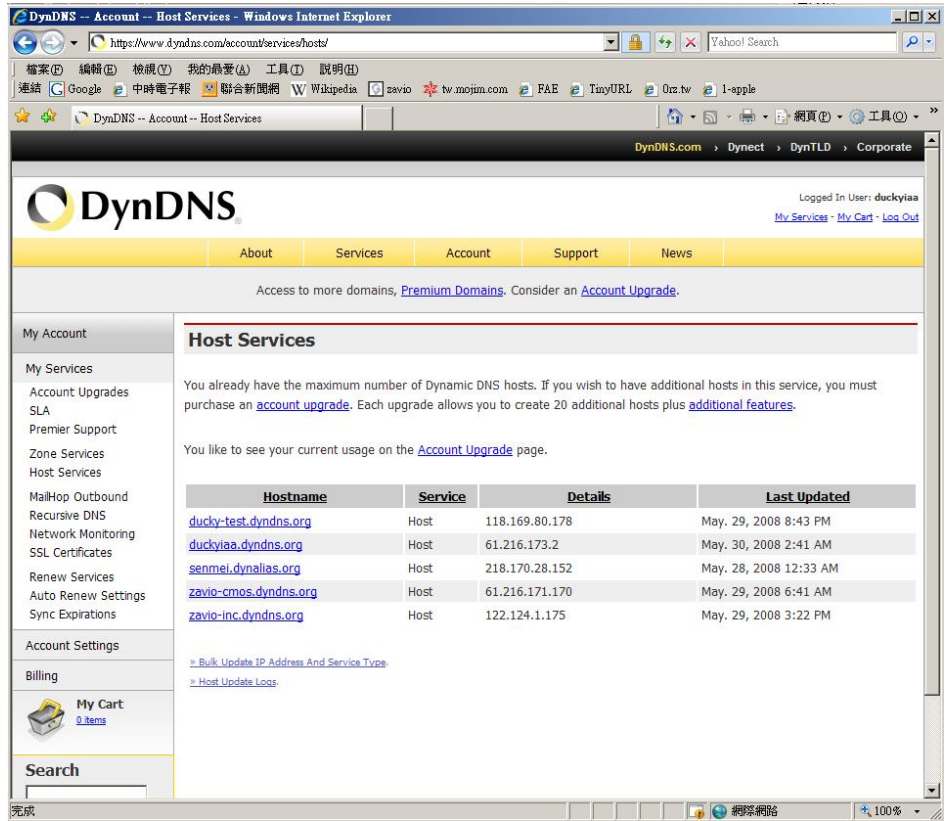 DynDNS -- Account -- Host Services - Windows Internet Explorer
https://www.dyndns.com/account/services/hosts/
Yahoo! Search
檔案(F) 編輯(E) 檢視(V) 我的最愛(A) 工具(T) 說明(H)
連結 Google 中時電子報 聯合新聞網 Wikipedia zavio tw.mojim.com FAE TinyURL 0rz.tw 1-apple
DynDNS -- Account -- Host Services
網頁(P) 工具(O) »
DynDNS.com › Dynect › DynTLD › Corporate
DynDNS
Logged In User: duckyiaa
My Services - My Cart - Log Out
About Services Account Support News
Access to more domains, Premium Domains. Consider an Account Upgrade.
My Account
My Services
Account Upgrades
SLA
Premier Support
Zone Services
Host Services
MailHop Outbound
Recursive DNS
Network Monitoring
SSL Certificates
Renew Services
Auto Renew Settings
Sync Expirations
Account Settings
Billing
My Cart
0 items
Search
Host Services
You already have the maximum number of Dynamic DNS hosts. If you wish to have additional hosts in this service, you must
purchase an account upgrade. Each upgrade allows you to create 20 additional hosts plus additional features.
You like to see your current usage on the Account Upgrade page.
Hostname Service Details Last Updated
ducky-test.dyndns.org Host 118.169.80.178 May. 29, 2008 8:43 PM
duckyiaa.dyndns.org Host 61.216.173.2 May. 30, 2008 2:41 AM
senmei.dynalias.org Host 218.170.28.152 May. 28, 2008 12:33 AM
zavio-cmos.dyndns.org Host 61.216.171.170 May. 29, 2008 6:41 AM
zavio-inc.dyndns.org Host 122.124.1.175 May. 29, 2008 3:22 PM
» Bulk Update IP Address And Service Type.
» Host Update Logs.
完成
網際網路
100%